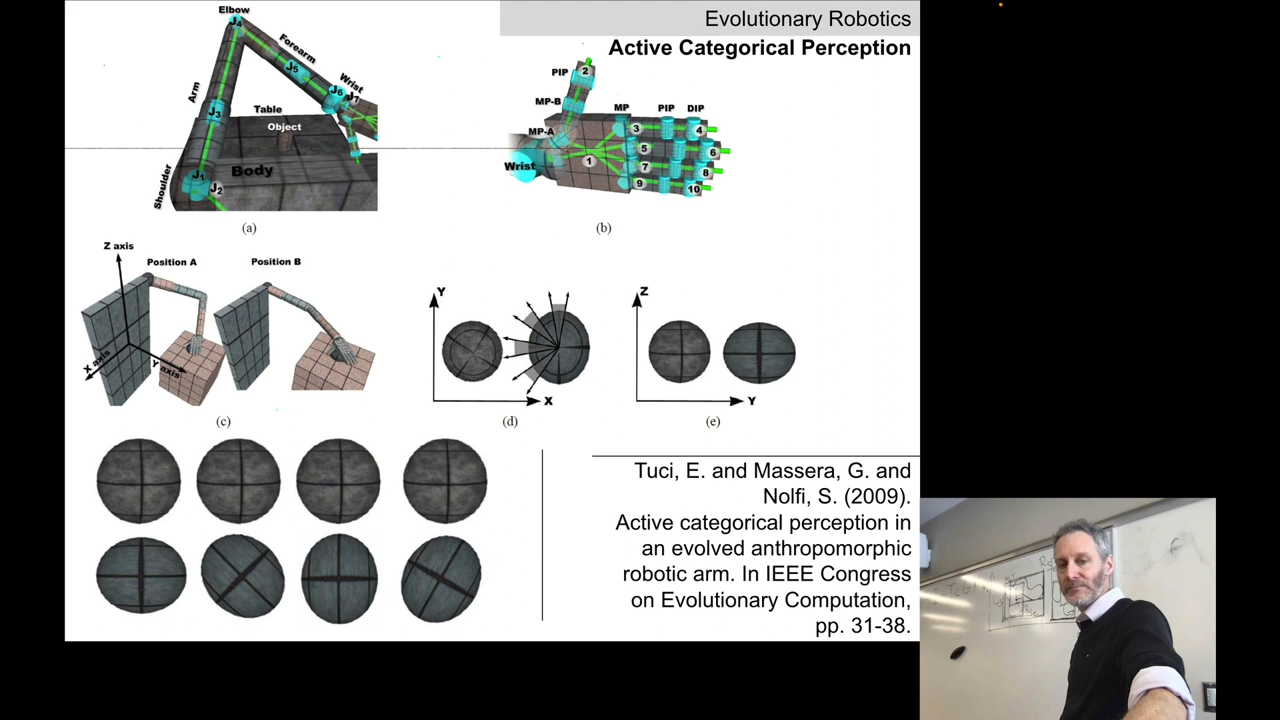 Evolutionary Robotics
Active Categorical Perception
Elbow
J4
Forearm
J5
Wrist
J6
J1
Arm
J3
Table
Object
Body
Shoulder
J1
J2
(a)
PIP
2
MP-B
MP-A
MP
PIP
DIP
Wrist
1
3
4
5
6
7
8
9
10
(b)
Z axis
Position A
Position B
X axis
Y axis
(c)
Y
X
(d)
Z
Y
(e)
Tuci, E. and Massera, G. and
Nolfi, S. (2009).
Active categorical perception in
an evolved anthropomorphic
robotic arm. In IEEE Congress
on Evolutionary Computation,
pp. 31-38.